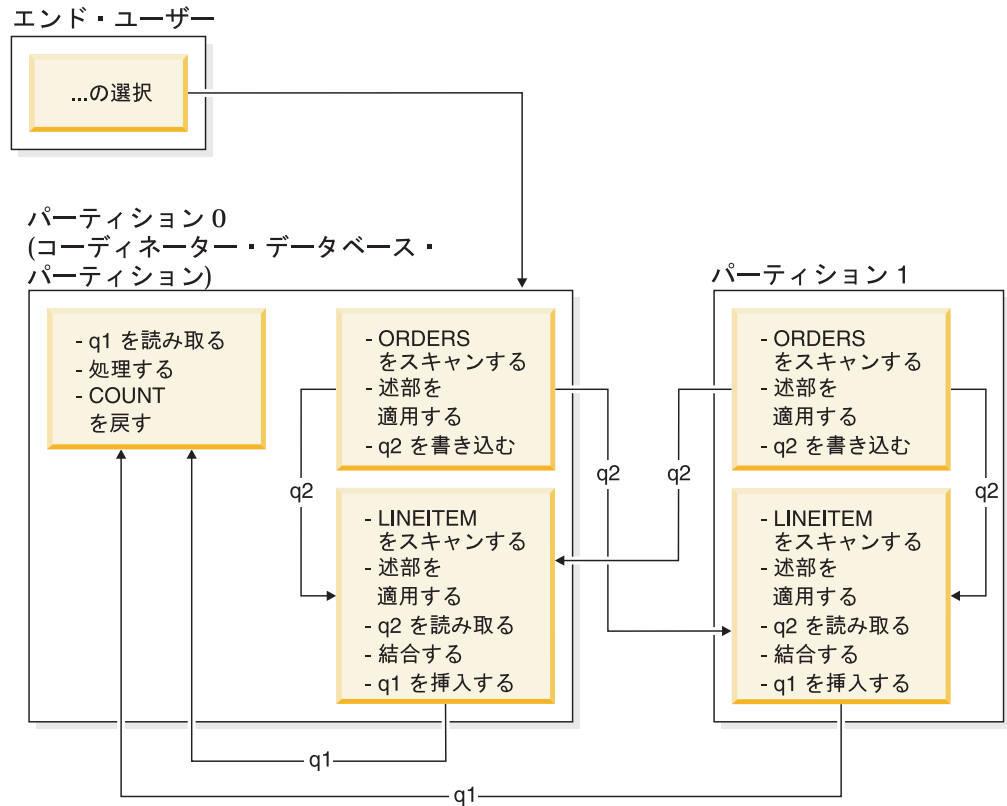 エンド・ユーザー
...の選択
パーティション 0
(コーディネーター・データベース・
パーティション)
- q1 を読み取る
- 処理する
- COUNT
を戻す
- ORDERS
をスキャンする
- 述部を
適用する
- q2 を書き込む
q2
- LINEITEM
をスキャンする
- 述部を
適用する
- q2 を読み取る
- 結合する
- q1 を挿入する
q2
q2
パーティション 1
- ORDERS
をスキャンする
- 述部を
適用する
- q2 を書き込む
q2
- LINEITEM
をスキャンする
- 述部を
適用する
- q2 を読み取る
- 結合する
- q1 を挿入する
q1
q1